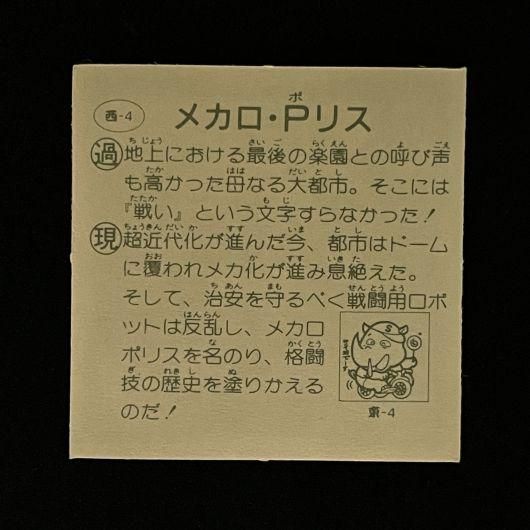 西-4
メカロ・Pリス
過 地上における最後の楽園との呼び声
も高かった母なる大都市。そこには
『戦い』という文字すらなかった！
現 超近代化が進んだ今、都市はドーム
に覆われメカ化が進み息絶えた。
そして、治安を守るべく戦闘用ロボ
ットは反乱し、メカロ
ポリスを名のり、格闘
技の歴史を塗りかえる
のだ！
東-4